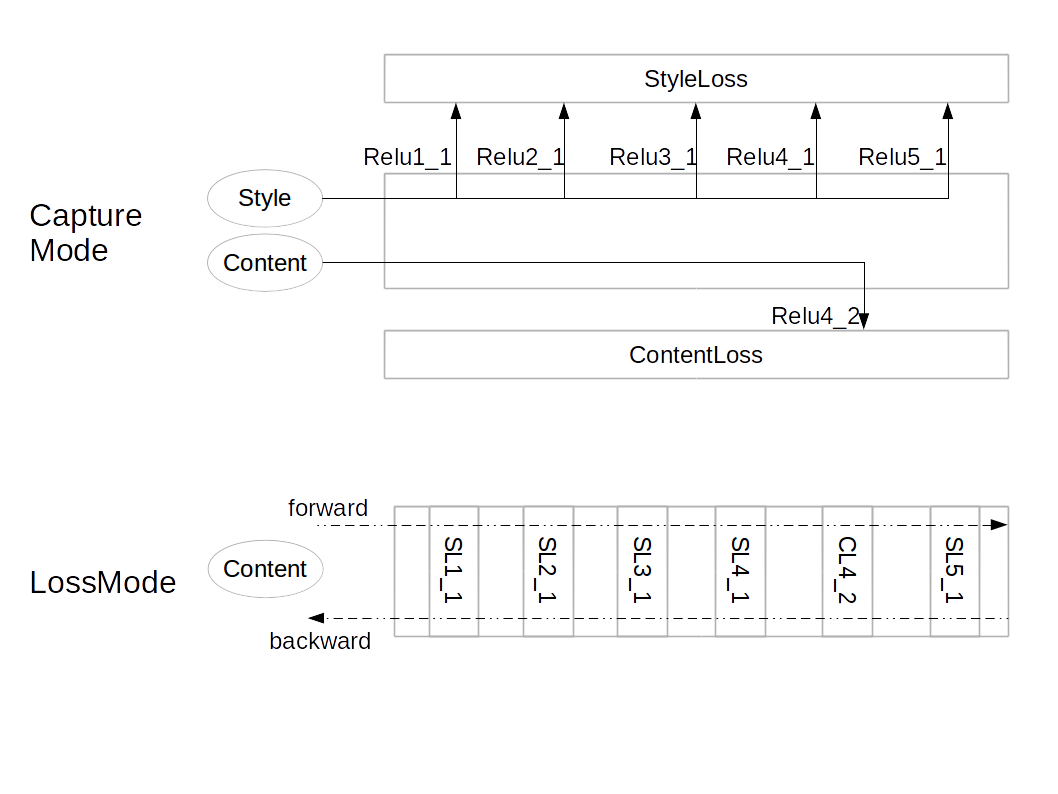 StyleLoss
Relu1_1 Relu2_1 Relu3_1 Relu4_1 Relu5_1
Style
Capture
Mode
Content
Relu4_2
ContentLoss
forward
SL1_1 SL2_1 SL3_1 SL4_1 CL4_2 SL5_1
Content
LossMode
backward